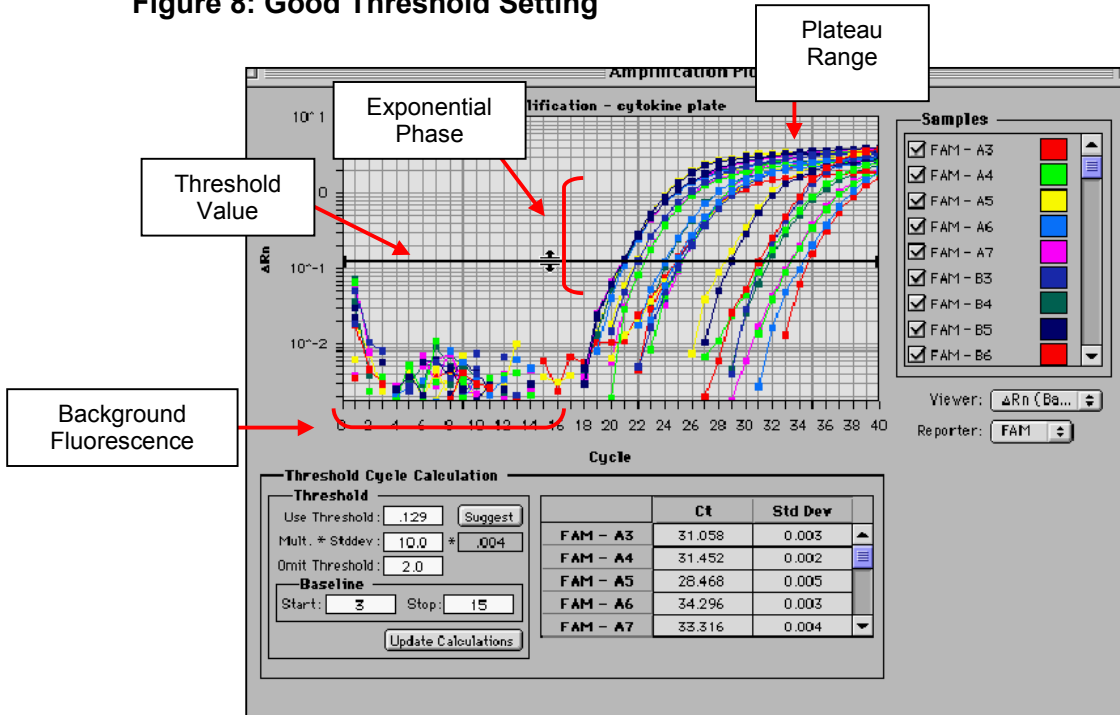 Figure 8: Good Threshold Setting
Plateau
Range
Exponential
Phase
Threshold
Value
Background
Fluorescence
Amplification Plo
lification - cytokine plate
10^ 1
0
10^-1
10^-2
ΔRn
0 2 4 6 8 10 12 14 16 18 20 22 24 26 28 30 32 34 36 38 40
Cycle
Samples
FAM - A3
FAM - A4
FAM - A5
FAM - A6
FAM - A7
FAM - B3
FAM - B4
FAM - B5
FAM - B6
Viewer: ΔRn (Ba...
Reporter: FAM
Threshold Cycle Calculation
Threshold
Use Threshold: .129 Suggest
Mult. * Stddev: 10.0 * .004
Omit Threshold: 2.0
Baseline
Start: 3 Stop: 15
Update Calculations
Ct Std Dev
FAM - A3 31.058 0.003
FAM - A4 31.452 0.002
FAM - A5 28.468 0.005
FAM - A6 34.296 0.003
FAM - A7 33.316 0.004